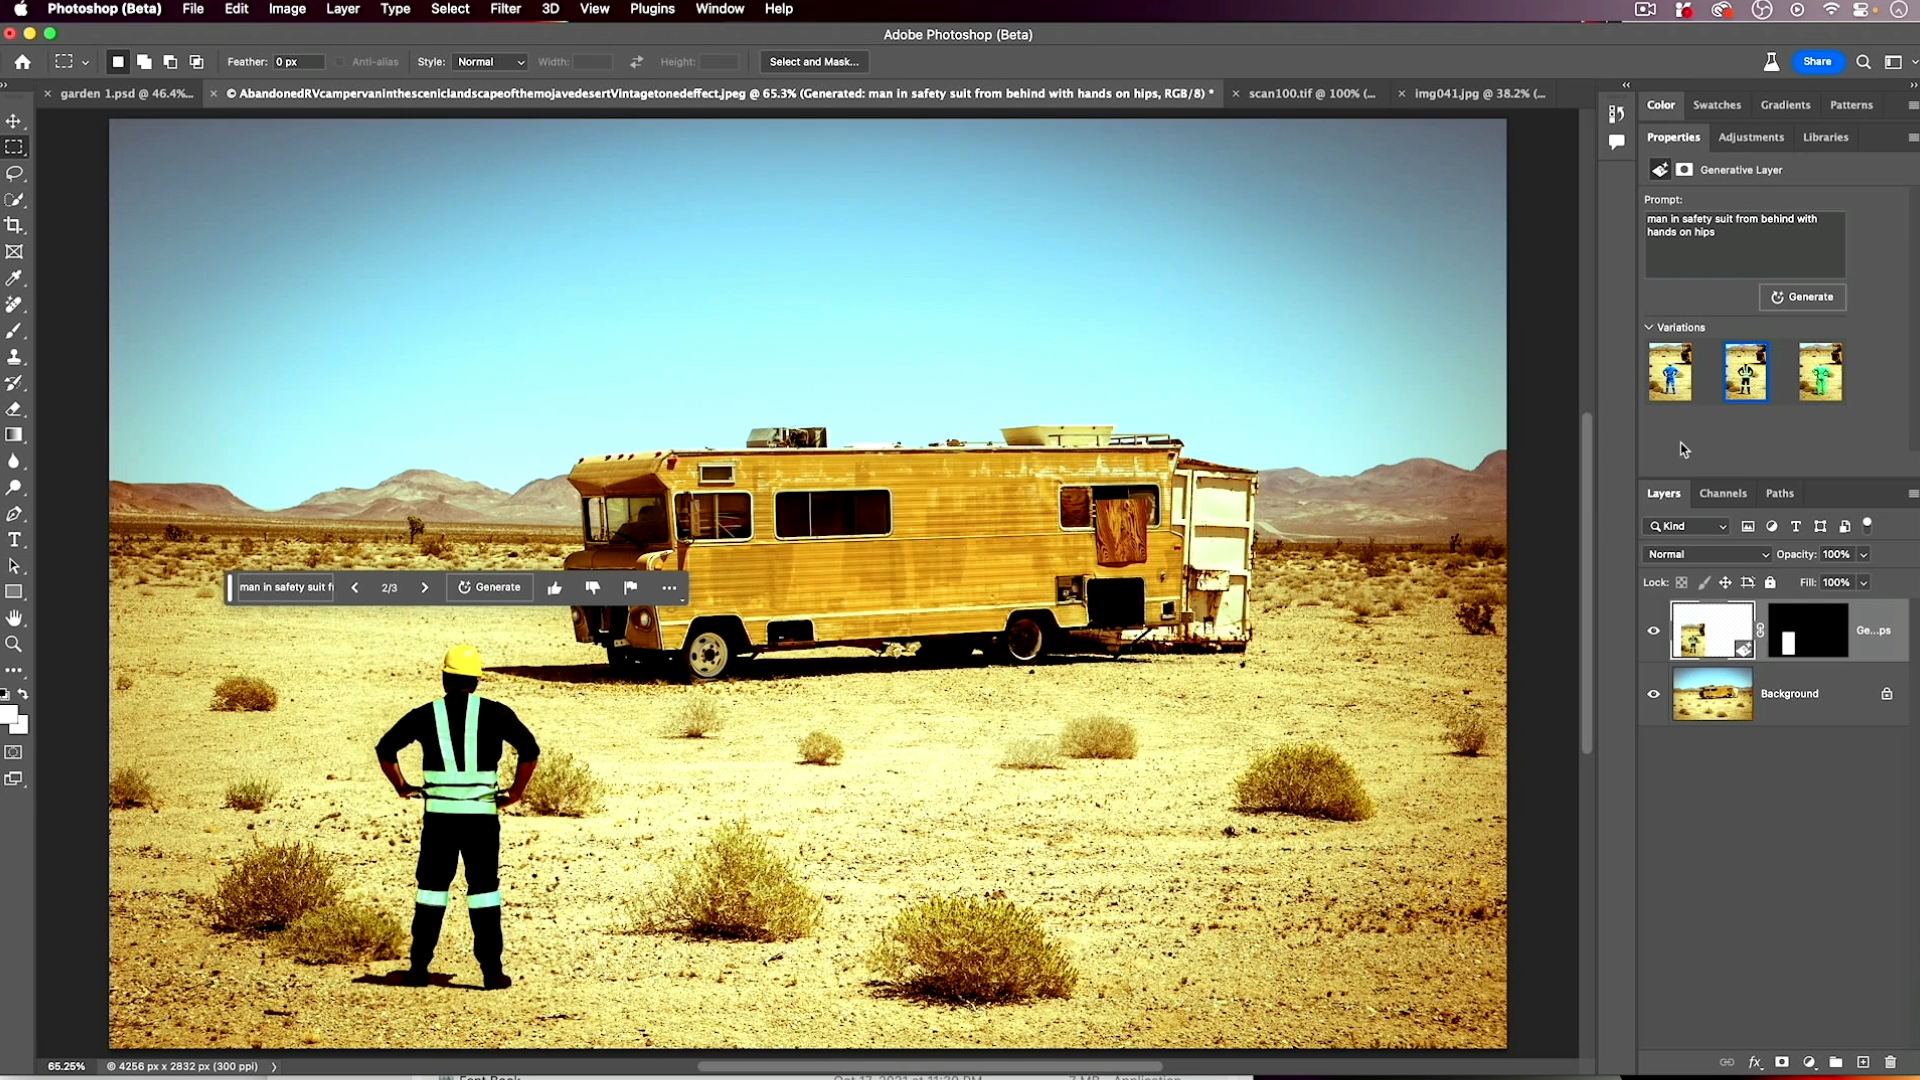 Photoshop (Beta) File Edit Image Layer Type Select Filter 3D View Plugins Window Help
Adobe Photoshop (Beta)
Feather: 0 px Anti-alias Style: Normal Width: Height: Select and Mask... Share
garden 1.psd @ 46.4%... © AbandonedRVcampervaninthesceniclandscapeofthemojavedesertVintagetonedeffect.jpeg @ 65.3% (Generated: man in safety suit from behind with hands on hips, RGB/8) * scan100.tif @ 100% (... img041.jpg @ 38.2% (...
Color Swatches Gradients Patterns
Properties Adjustments Libraries
Generative Layer
Prompt:
man in safety suit from behind with
hands on hips
Generate
Variations
Layers Channels Paths
Kind
Normal Opacity: 100%
Lock: Fill: 100%
man in safety suit f 2/3 Generate
Ge...ps
Background
65.25% 4256 px x 2832 px (300 ppi)